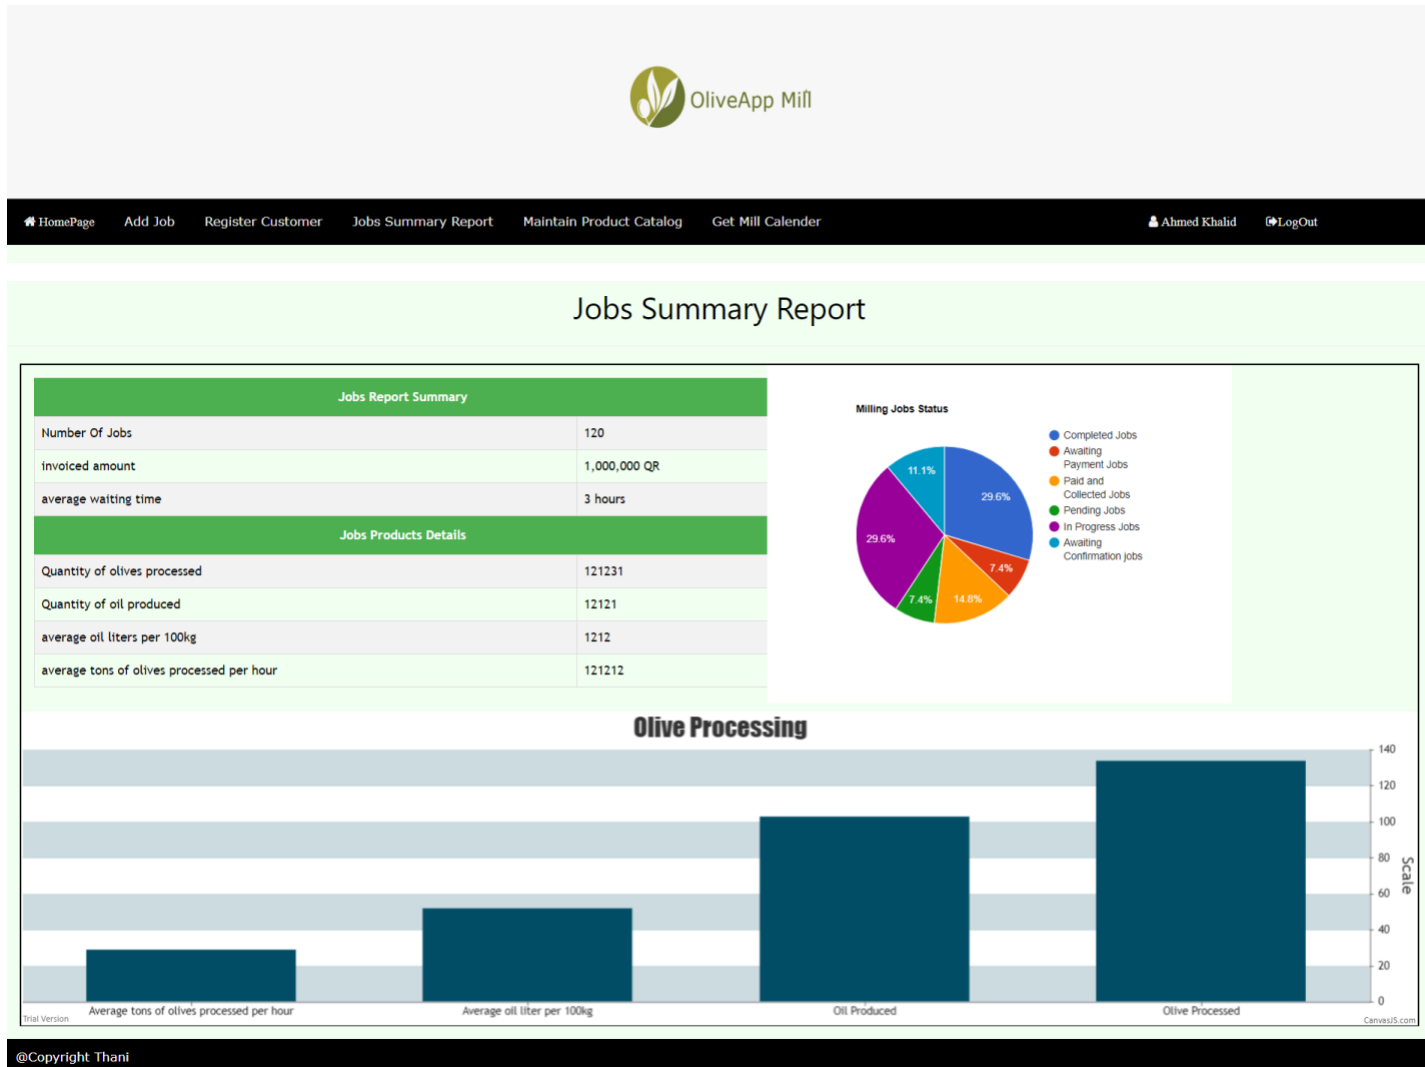 OliveApp Mill
HomePage Add Job Register Customer Jobs Summary Report Maintain Product Catalog Get Mill Calender Ahmed Khalid LogOut
Jobs Summary Report
Jobs Report Summary
Number Of Jobs 120
invoiced amount 1,000,000 QR
average waiting time 3 hours
Jobs Products Details
Quantity of olives processed 121231
Quantity of oil produced 12121
average oil liters per 100kg 1212
average tons of olives processed per hour 121212
Milling Jobs Status
11.1%
29.6%
29.6%
7.4%
7.4%
14.8%
Completed Jobs
Awaiting
Payment Jobs
Paid and
Collected Jobs
Pending Jobs
In Progress Jobs
Awaiting
Confirmation jobs
Olive Processing
140
120
100
80
60
40
20
0
Scale
Average tons of olives processed per hour Average oil liter per 100kg Oil Produced Olive Processed
Trial Version CanvasJS.com
@Copyright Thani